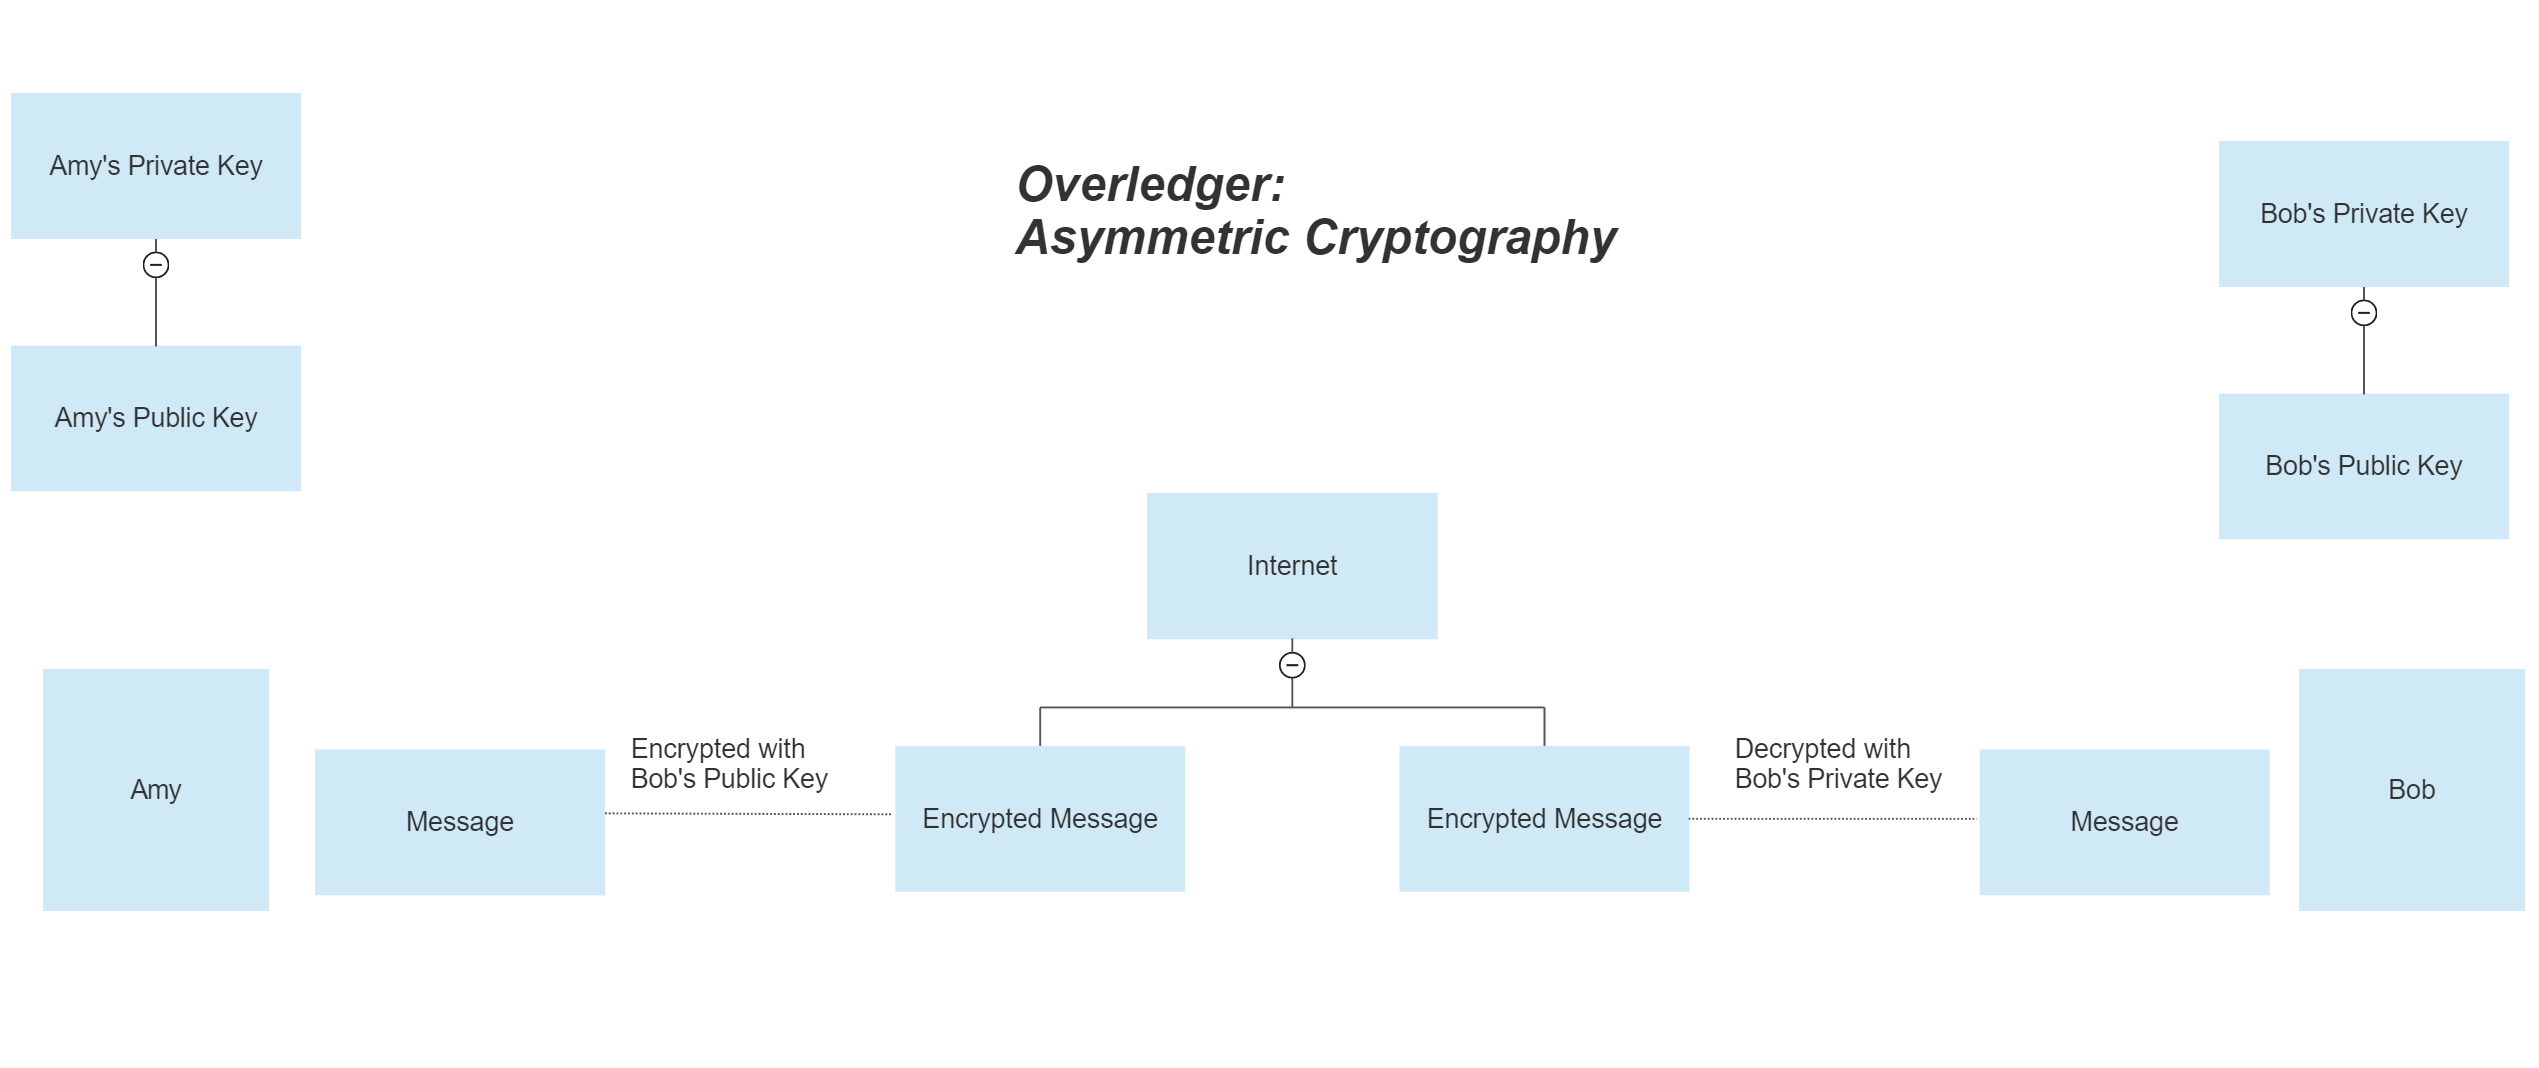 Amy's Private Key
Overledger:
Asymmetric Cryptography
Bob's Private Key
Amy's Public Key
Bob's Public Key
Internet
Amy
Message
Encrypted with
Bob's Public Key
Encrypted Message
Encrypted Message
Decrypted with
Bob's Private Key
Message
Bob